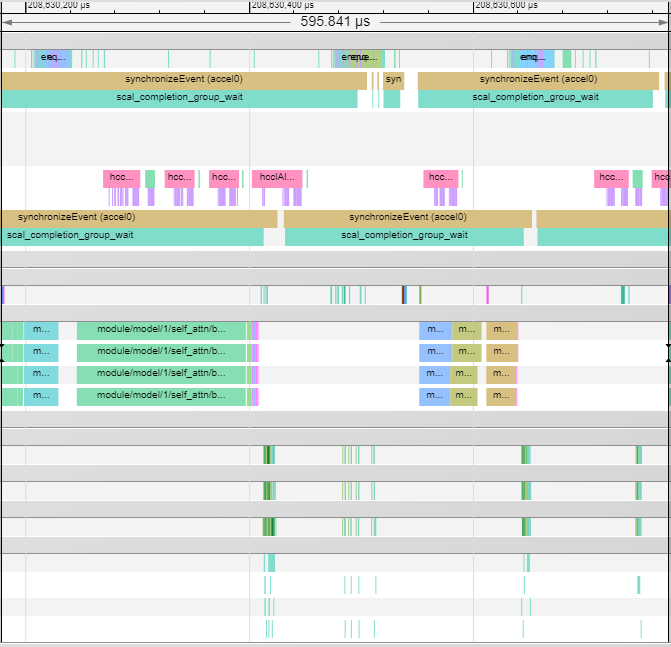 208,630,200 µs 208,630,400 µs 208,630,600 µs
595.841 µs
enq...
synchronizeEvent (accel0) syn synchronizeEvent (accel0)
scal_completion_group_wait scal_completion_group_wait
hcc... hcc... hcc... hcclAl... hcc... hcc... hcc
synchronizeEvent (accel0) synchronizeEvent (accel0)
scal_completion_group_wait scal_completion_group_wait
m... module/model/1/self_attn/b... m... m... m...
m... module/model/1/self_attn/b... m... m... m...
m... module/model/1/self_attn/b... m... m... m...
m... module/model/1/self_attn/b... m... m... m...